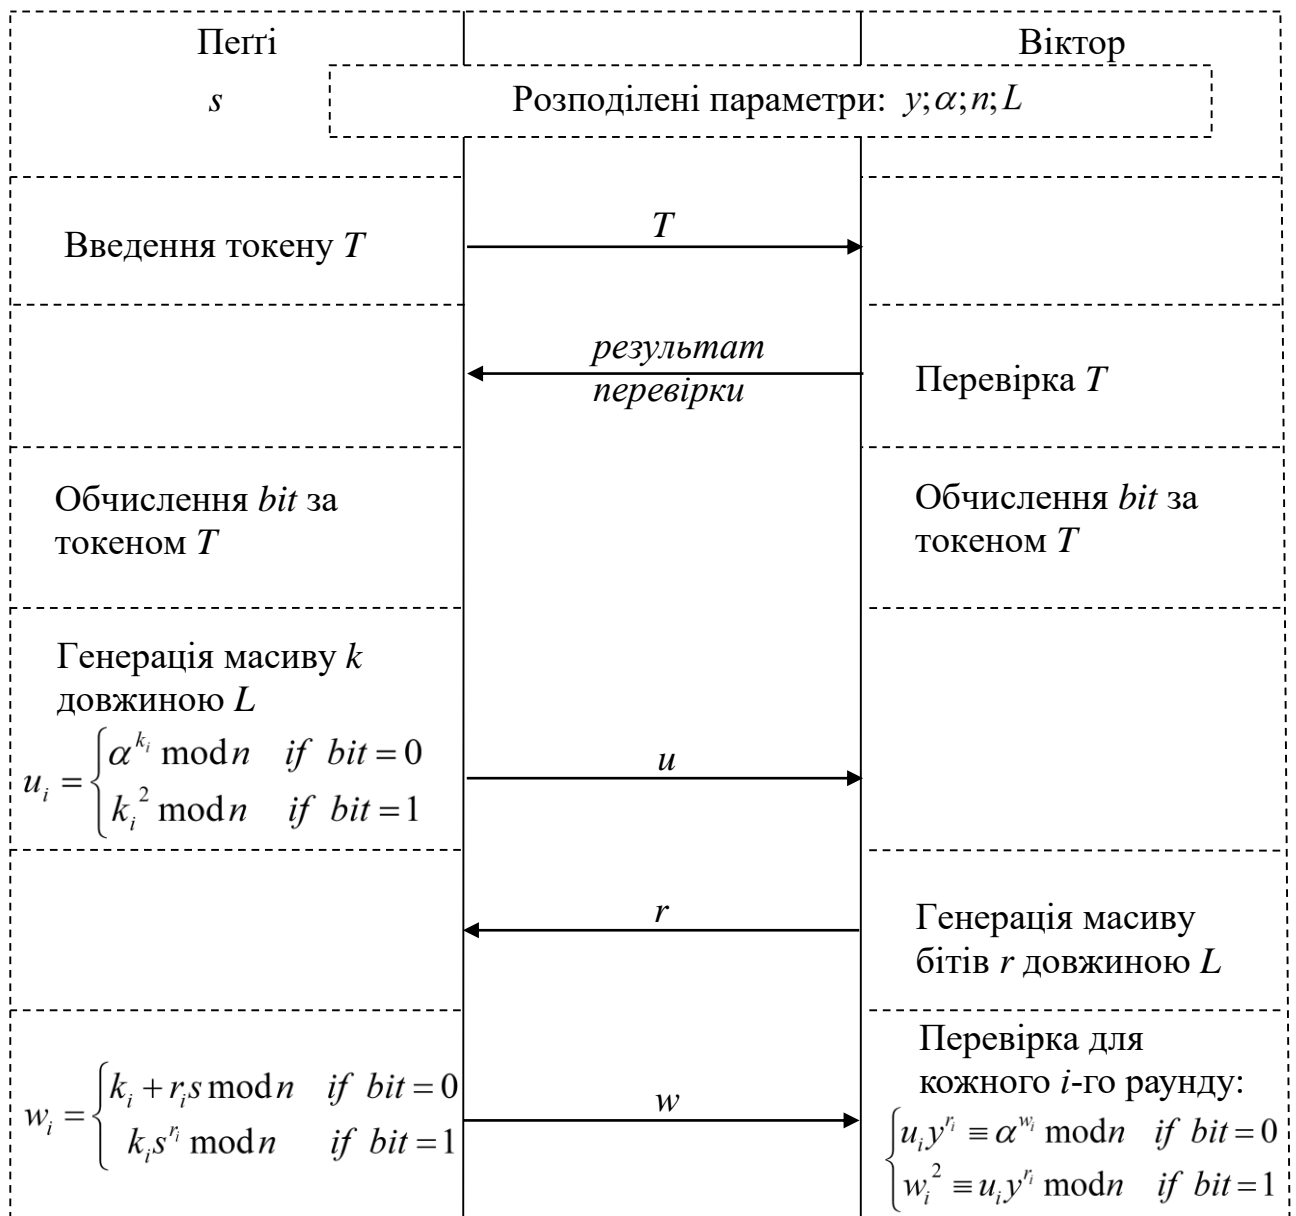 Пеґґі
Віктор
s
Розподілені параметри: y; α; n; L
Введення токену T
T
результат
перевірки
Перевірка T
Обчислення bit за
токеном T
Обчислення bit за
токеном T
Генерація масиву k
довжиною L
u_i = { α^{k_i} mod n if bit = 0
k_i^2 mod n if bit = 1
u
r
Генерація масиву
бітів r довжиною L
w_i = { k_i + r_i s mod n if bit = 0
k_i s^{r_i} mod n if bit = 1
w
Перевірка для
кожного i-го раунду:
{ u_i y^{r_i} ≡ α^{w_i} mod n if bit = 0
w_i^2 ≡ u_i y^{r_i} mod n if bit = 1